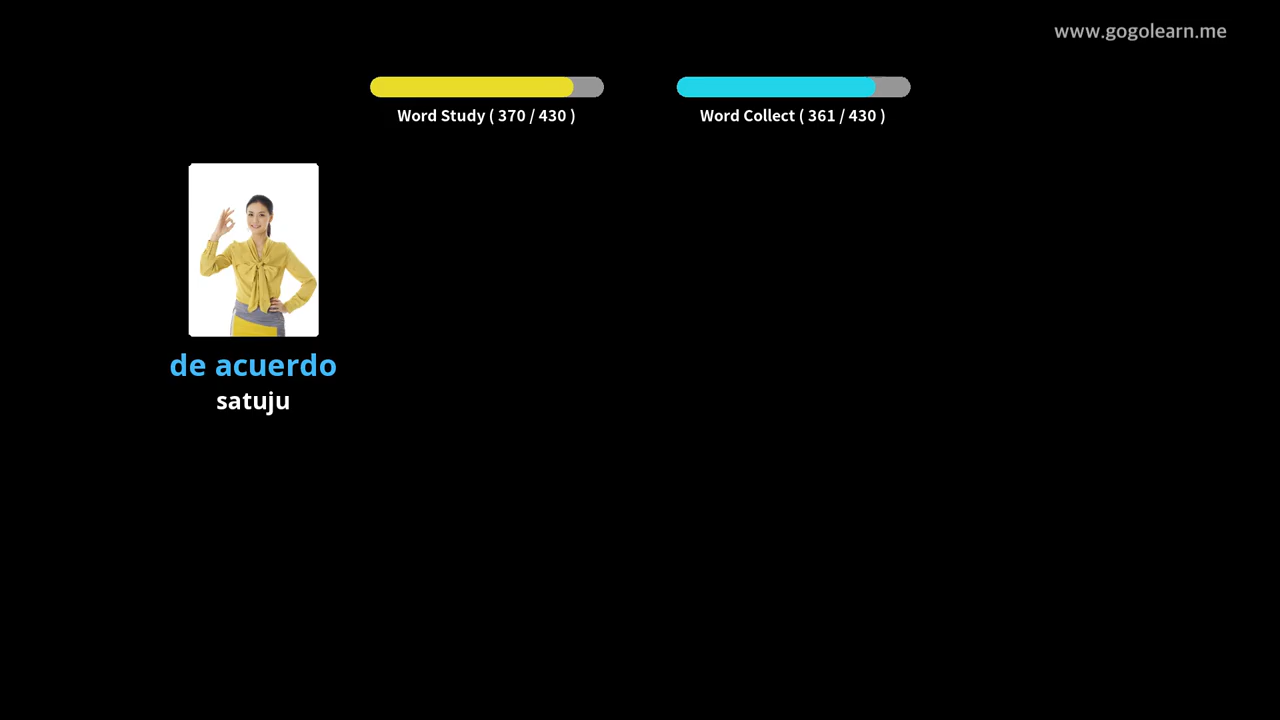 www.gogolearn.me
Word Study ( 370 / 430 )
Word Collect ( 361 / 430 )
de acuerdo
satuju